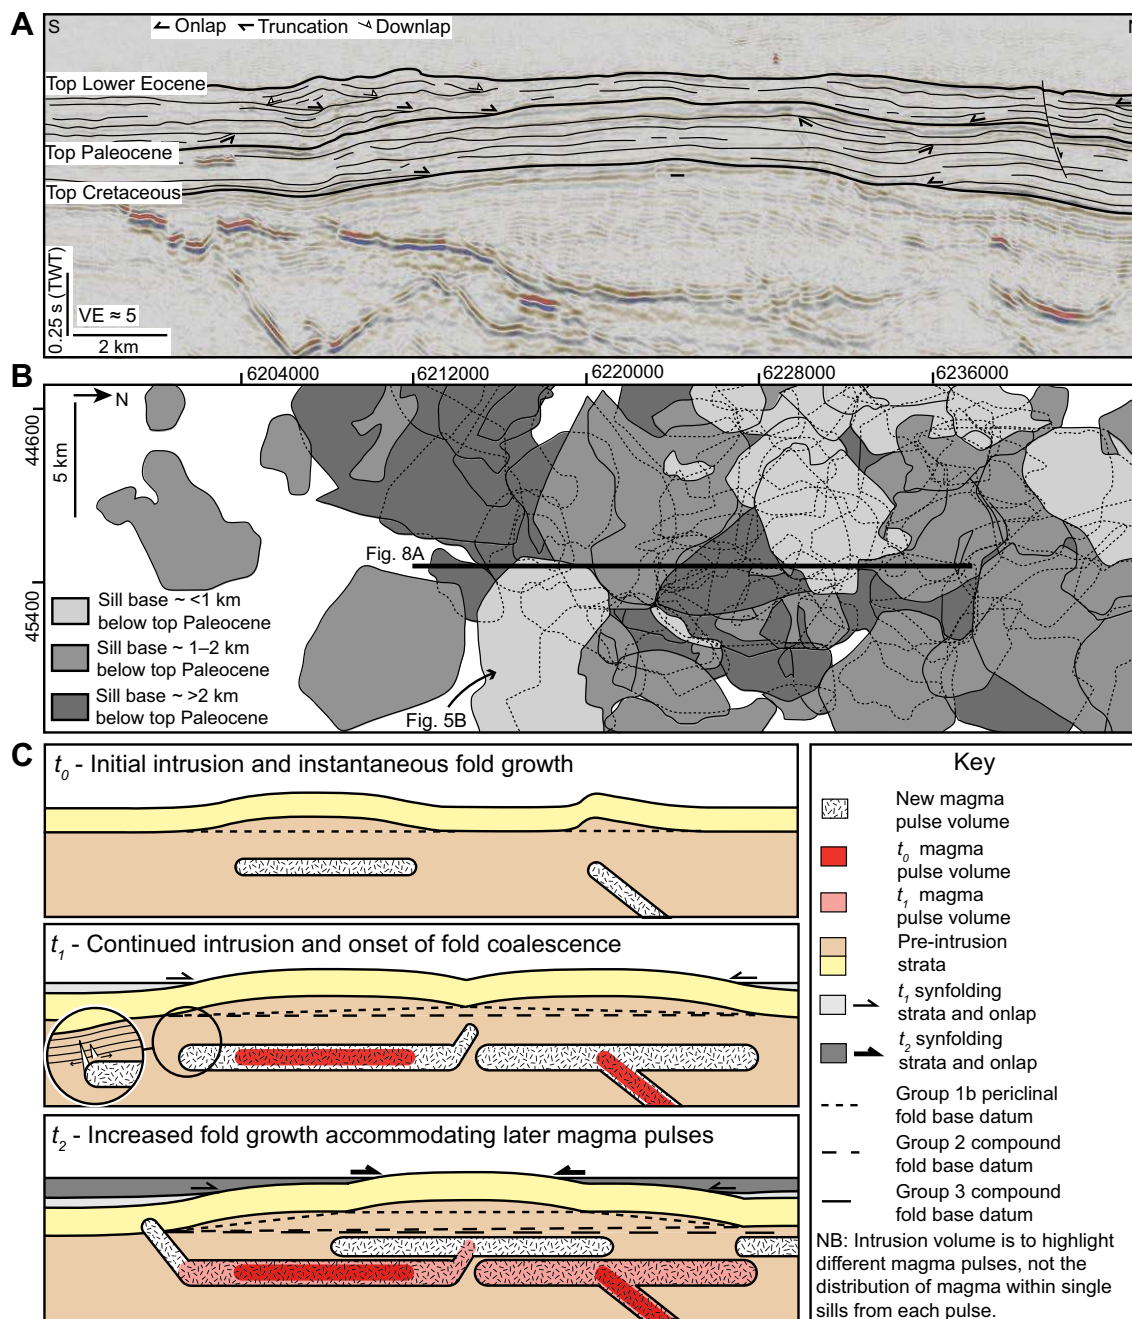 A
S
Onlap
Truncation
Downlap
Top Lower Eocene
Top Paleocene
Top Cretaceous
0.25 s (TWT)
VE ≈ 5
2 km
B
N
6204000
6212000
6220000
6228000
6236000
44600
45400
5 km
Fig. 8A
Fig. 5B
Sill base ~ <1 km
below top Paleocene
Sill base ~ 1–2 km
below top Paleocene
Sill base ~ >2 km
below top Paleocene
C
t0 - Initial intrusion and instantaneous fold growth
t1 - Continued intrusion and onset of fold coalescence
t2 - Increased fold growth accommodating later magma pulses
Key
New magma
pulse volume
t0 magma
pulse volume
t1 magma
pulse volume
Pre-intrusion
strata
t1 synfolding
strata and onlap
t2 synfolding
strata and onlap
Group 1b periclinal
fold base datum
Group 2 compound
fold base datum
Group 3 compound
fold base datum
NB: Intrusion volume is to highlight
different magma pulses, not the
distribution of magma within single
sills from each pulse.